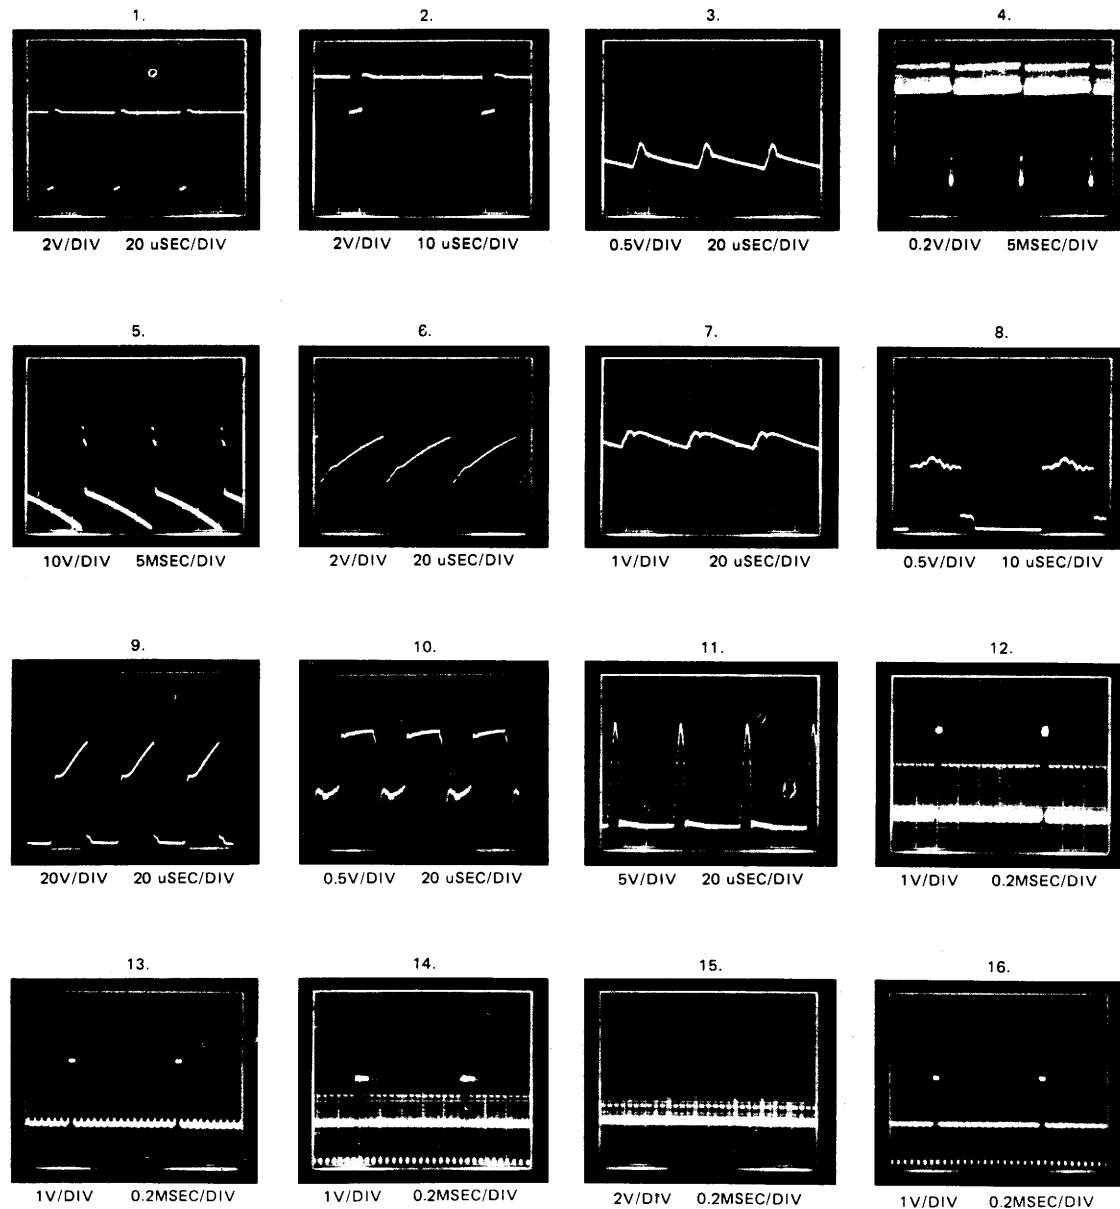 1. 2. 3. 4.
2V/DIV 20 uSEC/DIV 2V/DIV 10 uSEC/DIV 0.5V/DIV 20 uSEC/DIV 0.2V/DIV 5MSEC/DIV
5. 6. 7. 8.
10V/DIV 5MSEC/DIV 2V/DIV 20 uSEC/DIV 1V/DIV 20 uSEC/DIV 0.5V/DIV 10 uSEC/DIV
9. 10. 11. 12.
20V/DIV 20 uSEC/DIV 0.5V/DIV 20 uSEC/DIV 5V/DIV 20 uSEC/DIV 1V/DIV 0.2MSEC/DIV
13. 14. 15. 16.
1V/DIV 0.2MSEC/DIV 1V/DIV 0.2MSEC/DIV 2V/DIV 0.2MSEC/DIV 1V/DIV 0.2MSEC/DIV